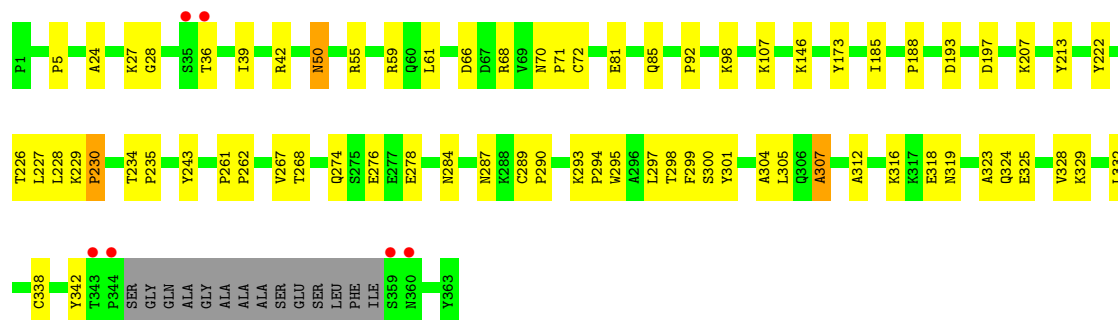 P1 P5 A24 K27 G28 S35 T36 I39 R42 N50 R55 R59 Q60 L61 D66 D67 R68 V69 N70 P71 C72 E81 Q85 P92 K98 K107 K146 Y173 I185 P188 D193 D197 K207 Y213 Y222
T226 L227 L228 K229 P230 T234 P235 Y243 P261 P262 V267 T268 Q274 S275 E276 E277 E278 N284 N287 K288 C289 P290 K293 P294 W295 A296 L297 T298 F299 S300 Y301 A304 L305 Q306 A307 A312 K316 K317 E318 N319 A323 Q324 E325 V328 K329
C338 Y342 T343 P344 SER GLY GLN ALA GLY ALA ALA ALA SER GLU SER LEU PHE ILE S359 N360 Y363